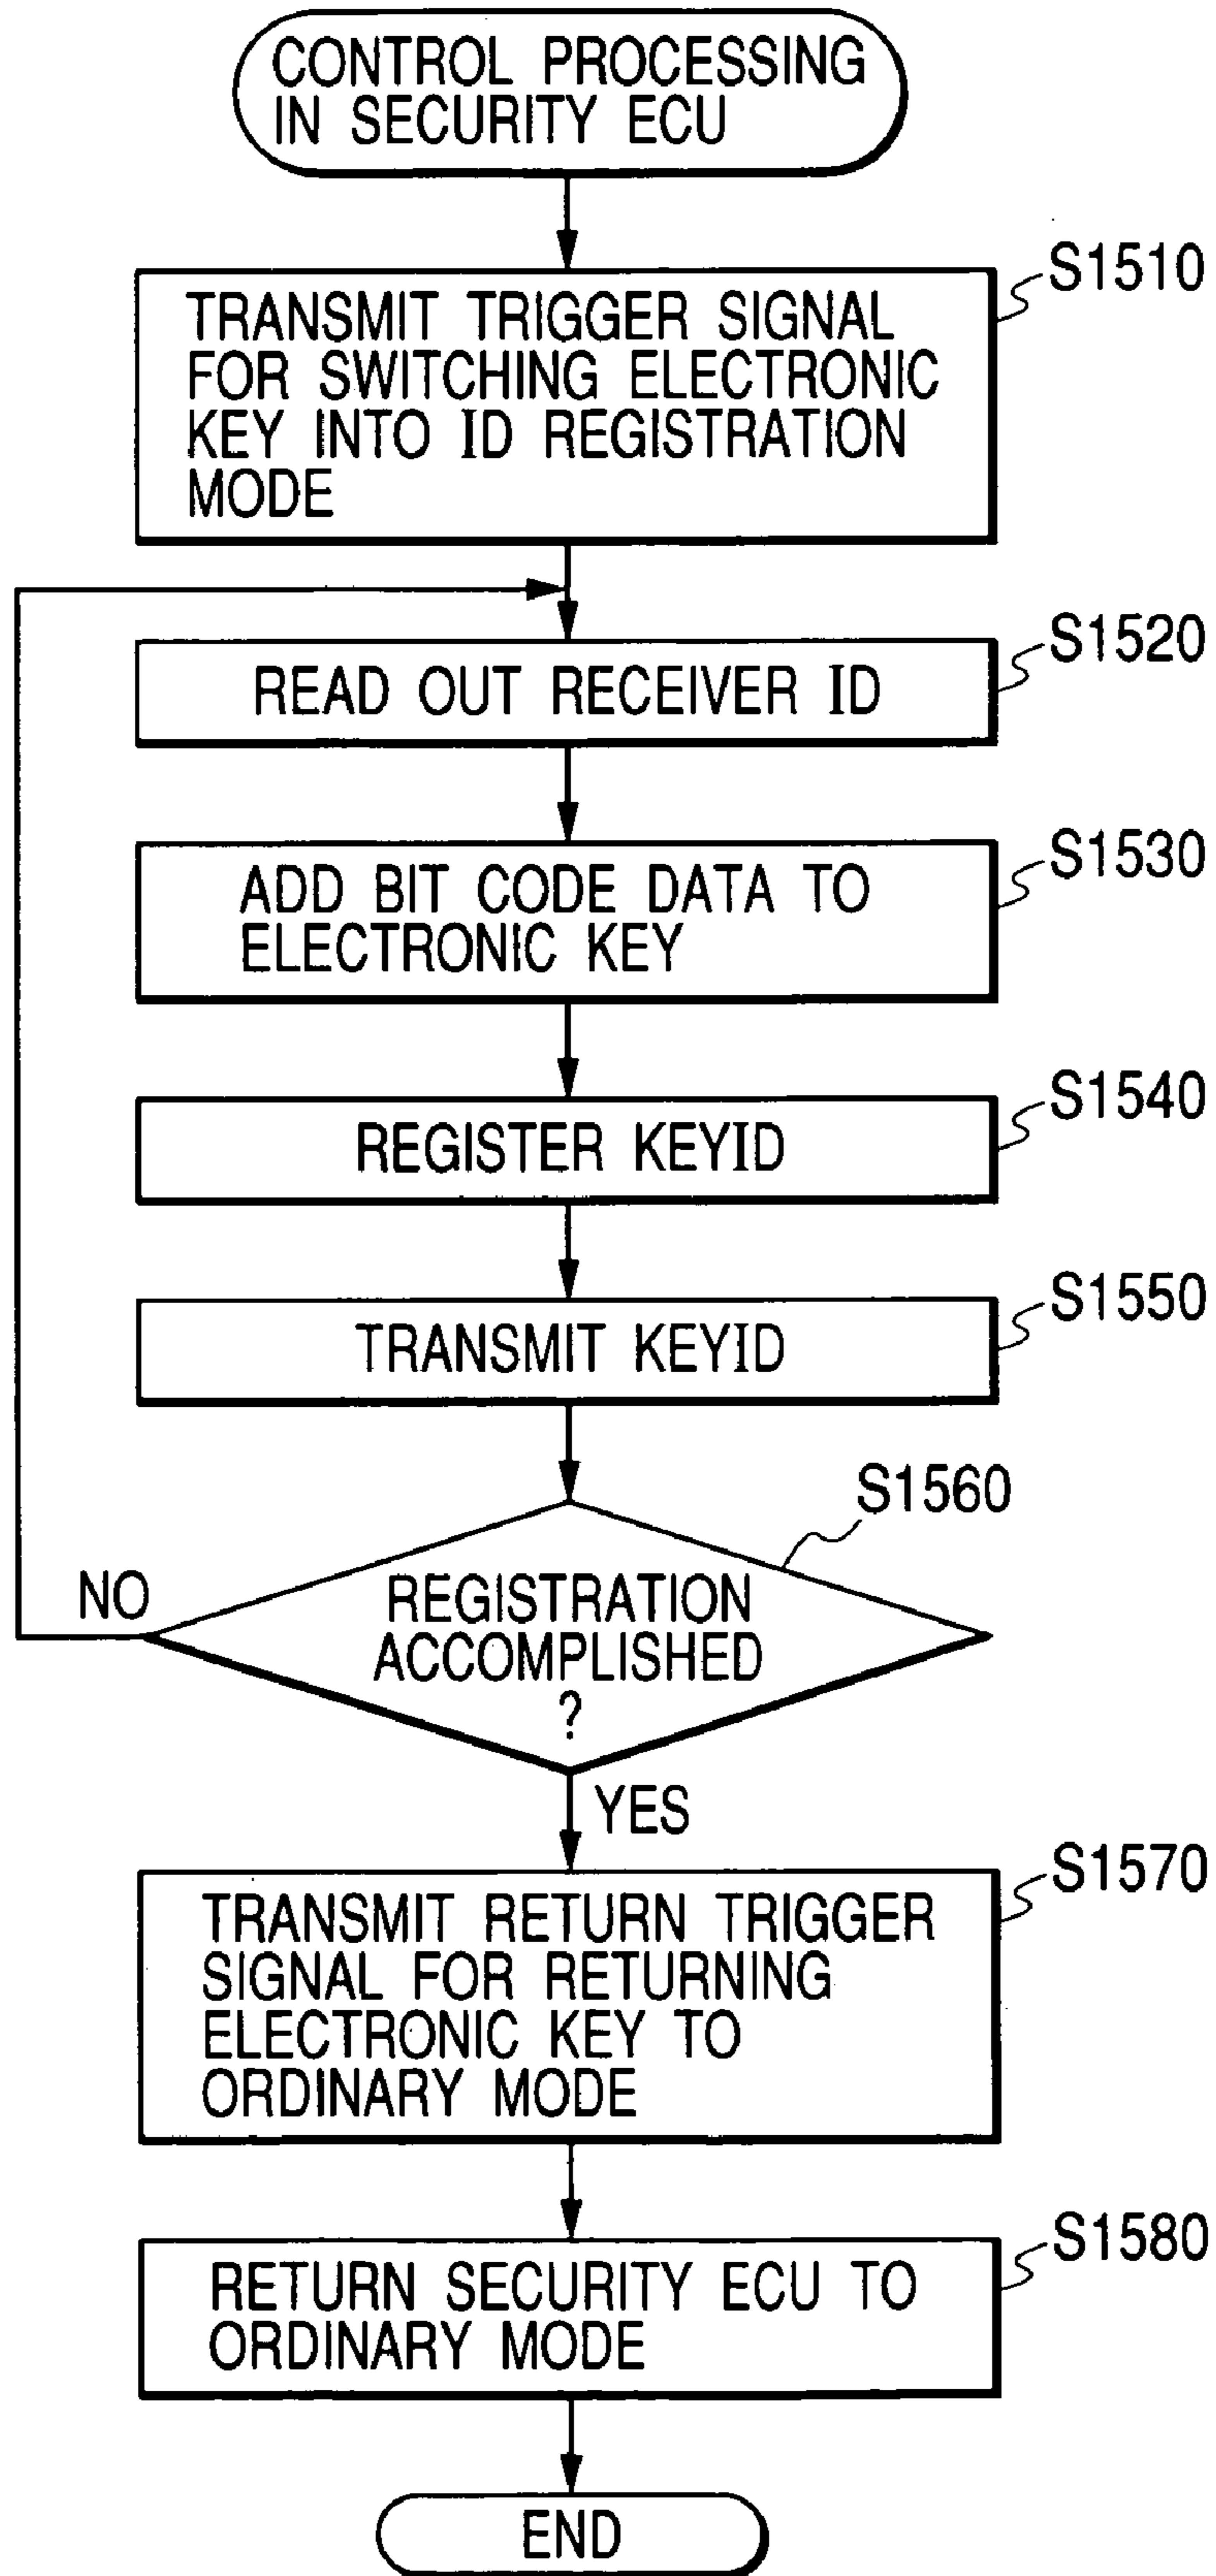 CONTROL PROCESSING
IN SECURITY ECU
S1510
TRANSMIT TRIGGER SIGNAL
FOR SWITCHING ELECTRONIC
KEY INTO ID REGISTRATION
MODE
S1520
READ OUT RECEIVER ID
S1530
ADD BIT CODE DATA TO
ELECTRONIC KEY
S1540
REGISTER KEYID
S1550
TRANSMIT KEYID
S1560
NO
REGISTRATION
ACCOMPLISHED
?
YES
S1570
TRANSMIT RETURN TRIGGER
SIGNAL FOR RETURNING
ELECTRONIC KEY TO
ORDINARY MODE
S1580
RETURN SECURITY ECU TO
ORDINARY MODE
END